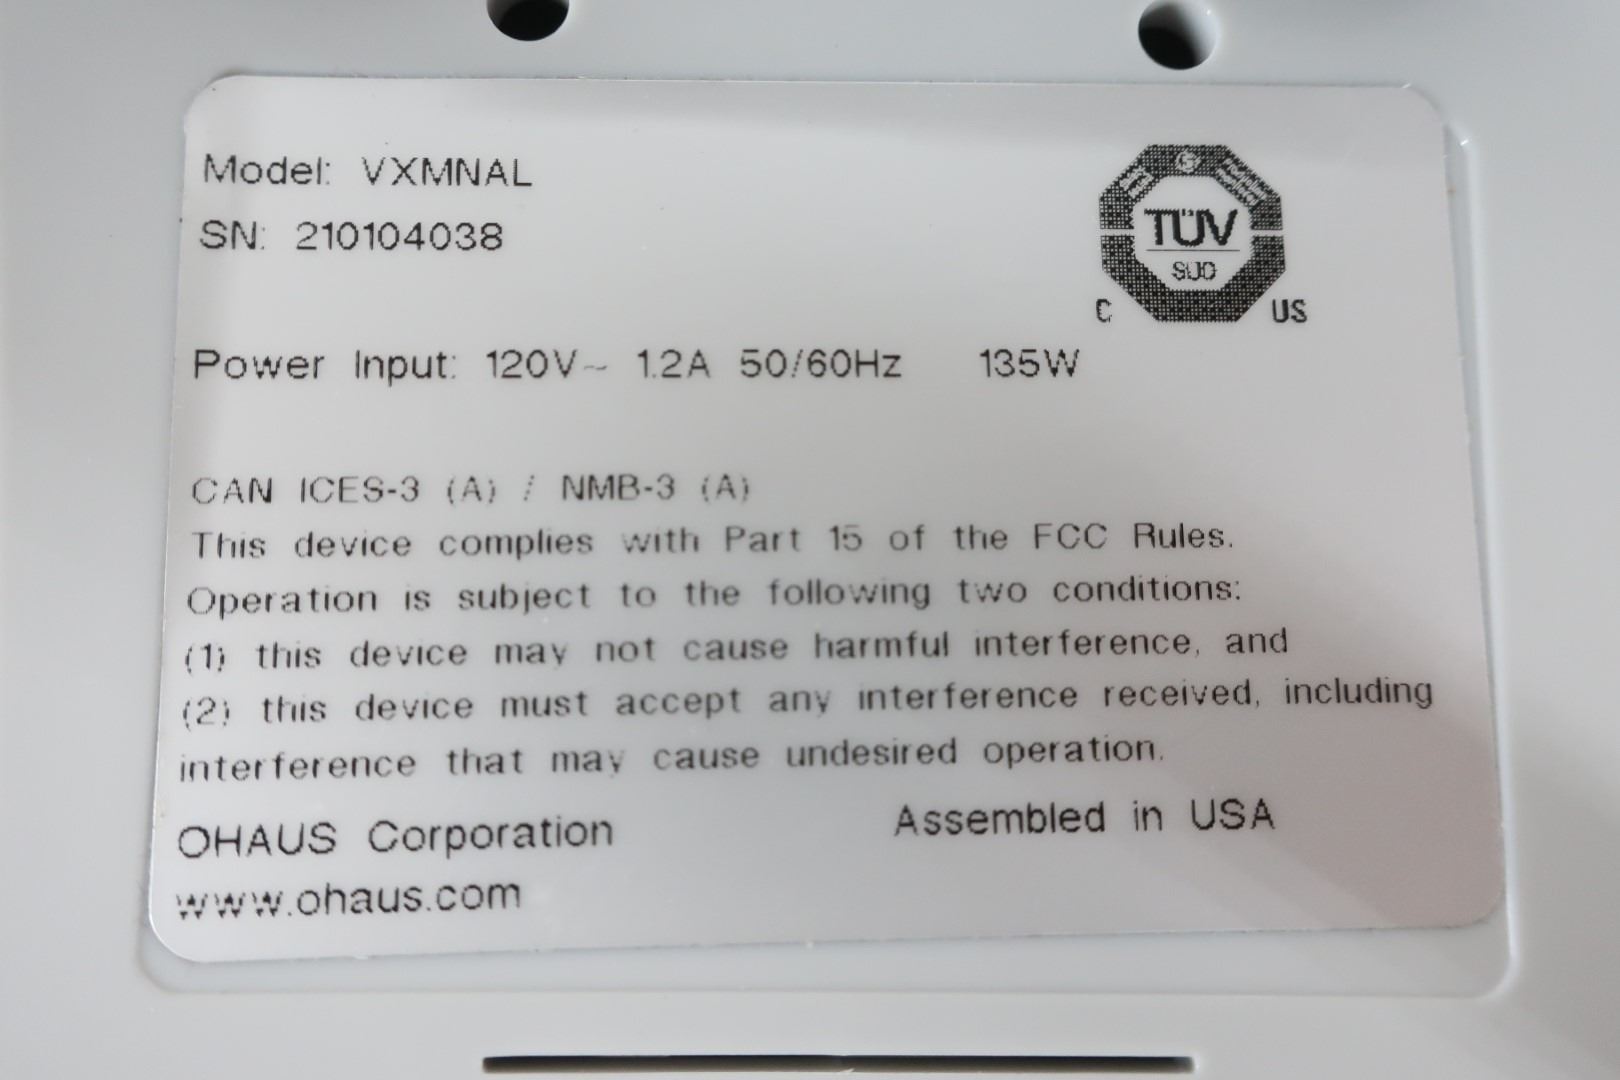 Model: VXMNAL
SN: 210104038
TÜV
SÜD
C US
Power Input: 120V~ 1.2A 50/60Hz 135W
CAN ICES-3 (A) / NMB-3 (A)
This device complies with Part 15 of the FCC Rules.
Operation is subject to the following two conditions:
(1) this device may not cause harmful interference, and
(2) this device must accept any interference received, including
interference that may cause undesired operation.
OHAUS Corporation Assembled in USA
www.ohaus.com